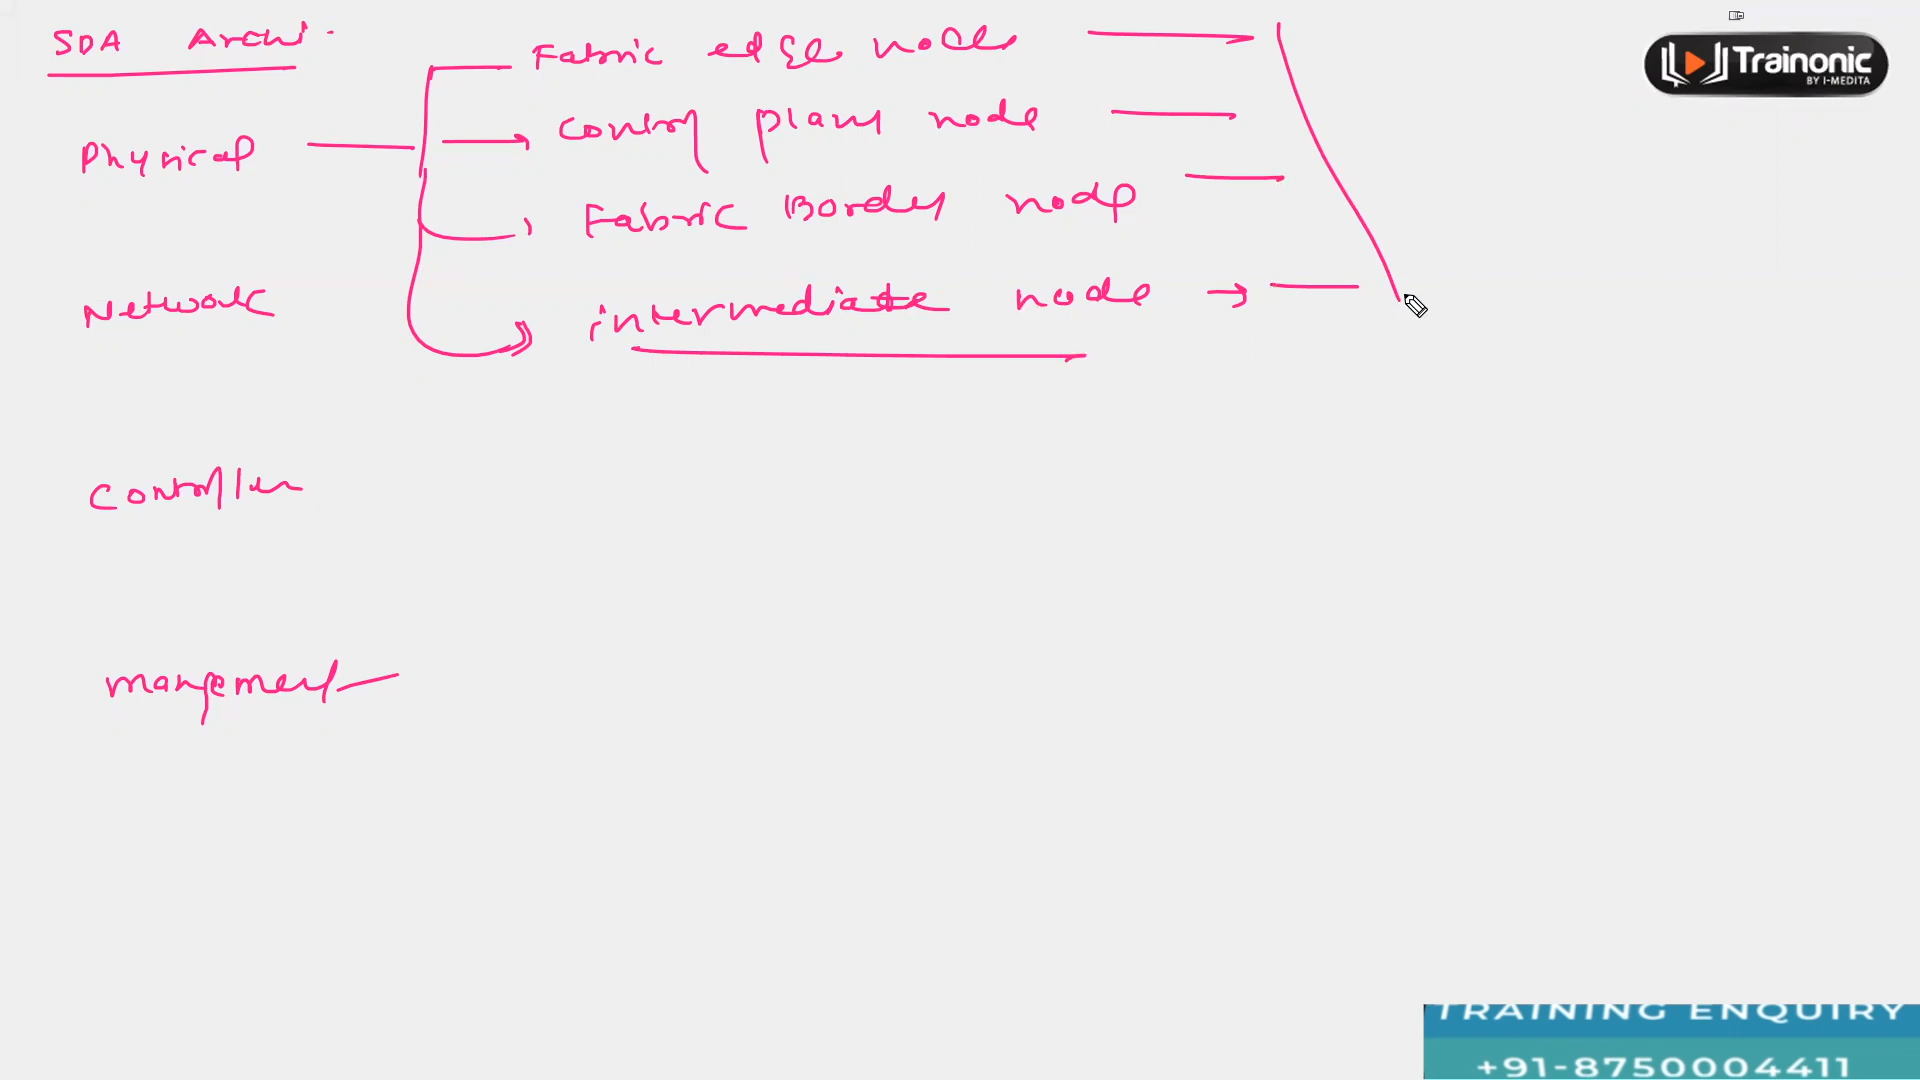 SDA Archi.
Fabric edge nodes
Physical
Control plane node
Fabric Border node
Network
intermediate node
Controller
management
Trainonic
BY I-MEDITA
TRAINING ENQUIRY
+91-8750004411